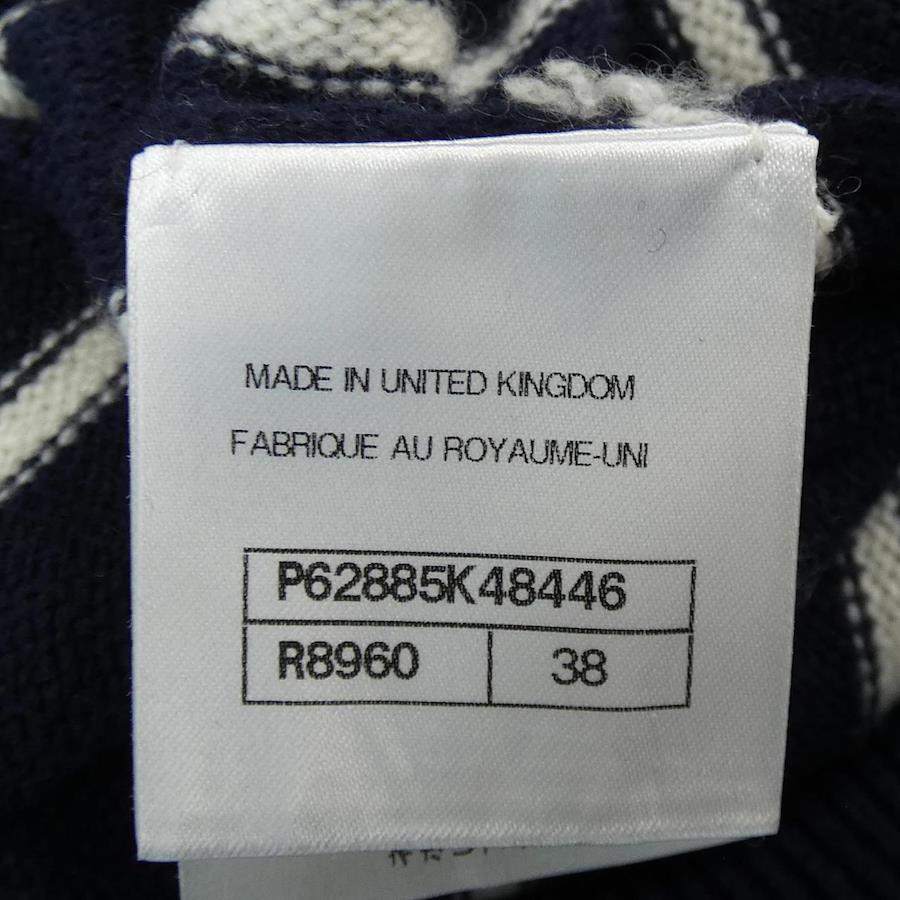 MADE IN UNITED KINGDOM
FABRIQUE AU ROYAUME-UNI
P62885K48446
R8960 38